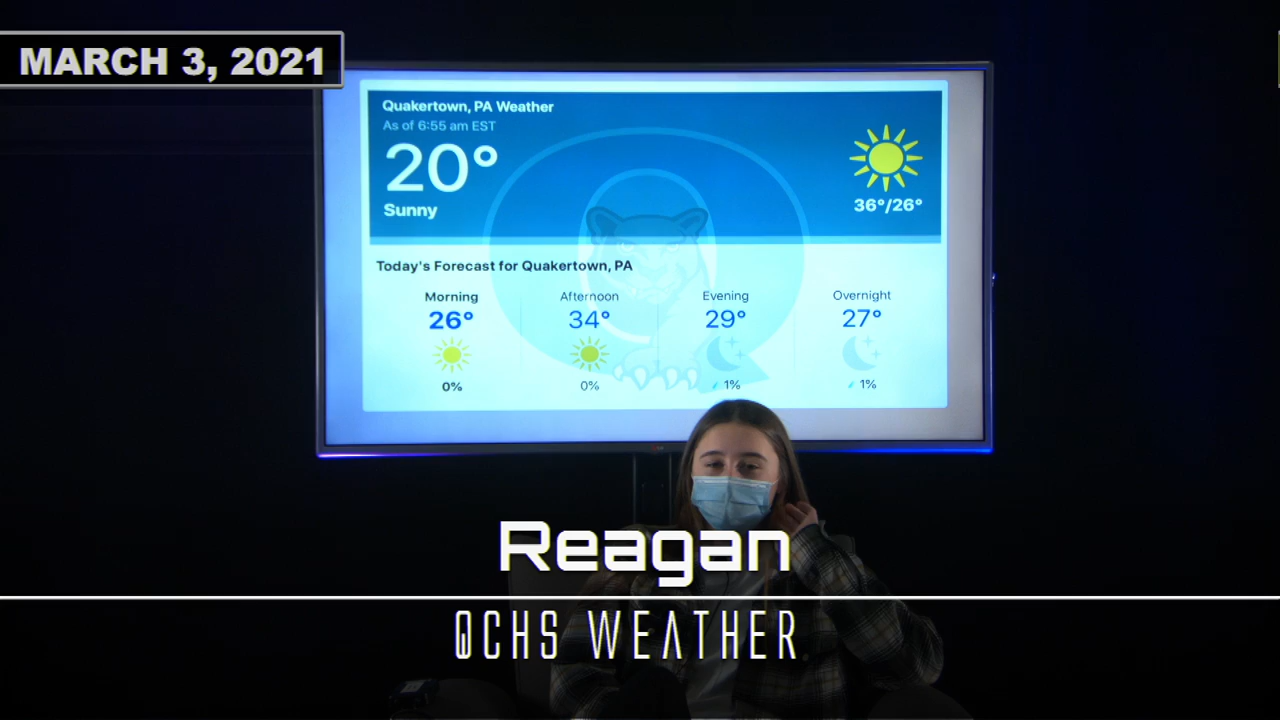 MARCH 3, 2021
Quakertown, PA Weather
As of 6:55 am EST
20°
Sunny
36°/26°
Today's Forecast for Quakertown, PA
Morning Afternoon Evening Overnight
26° 34° 29° 27°
0% 0% 1% 1%
Reagan
QCHS WEATHER